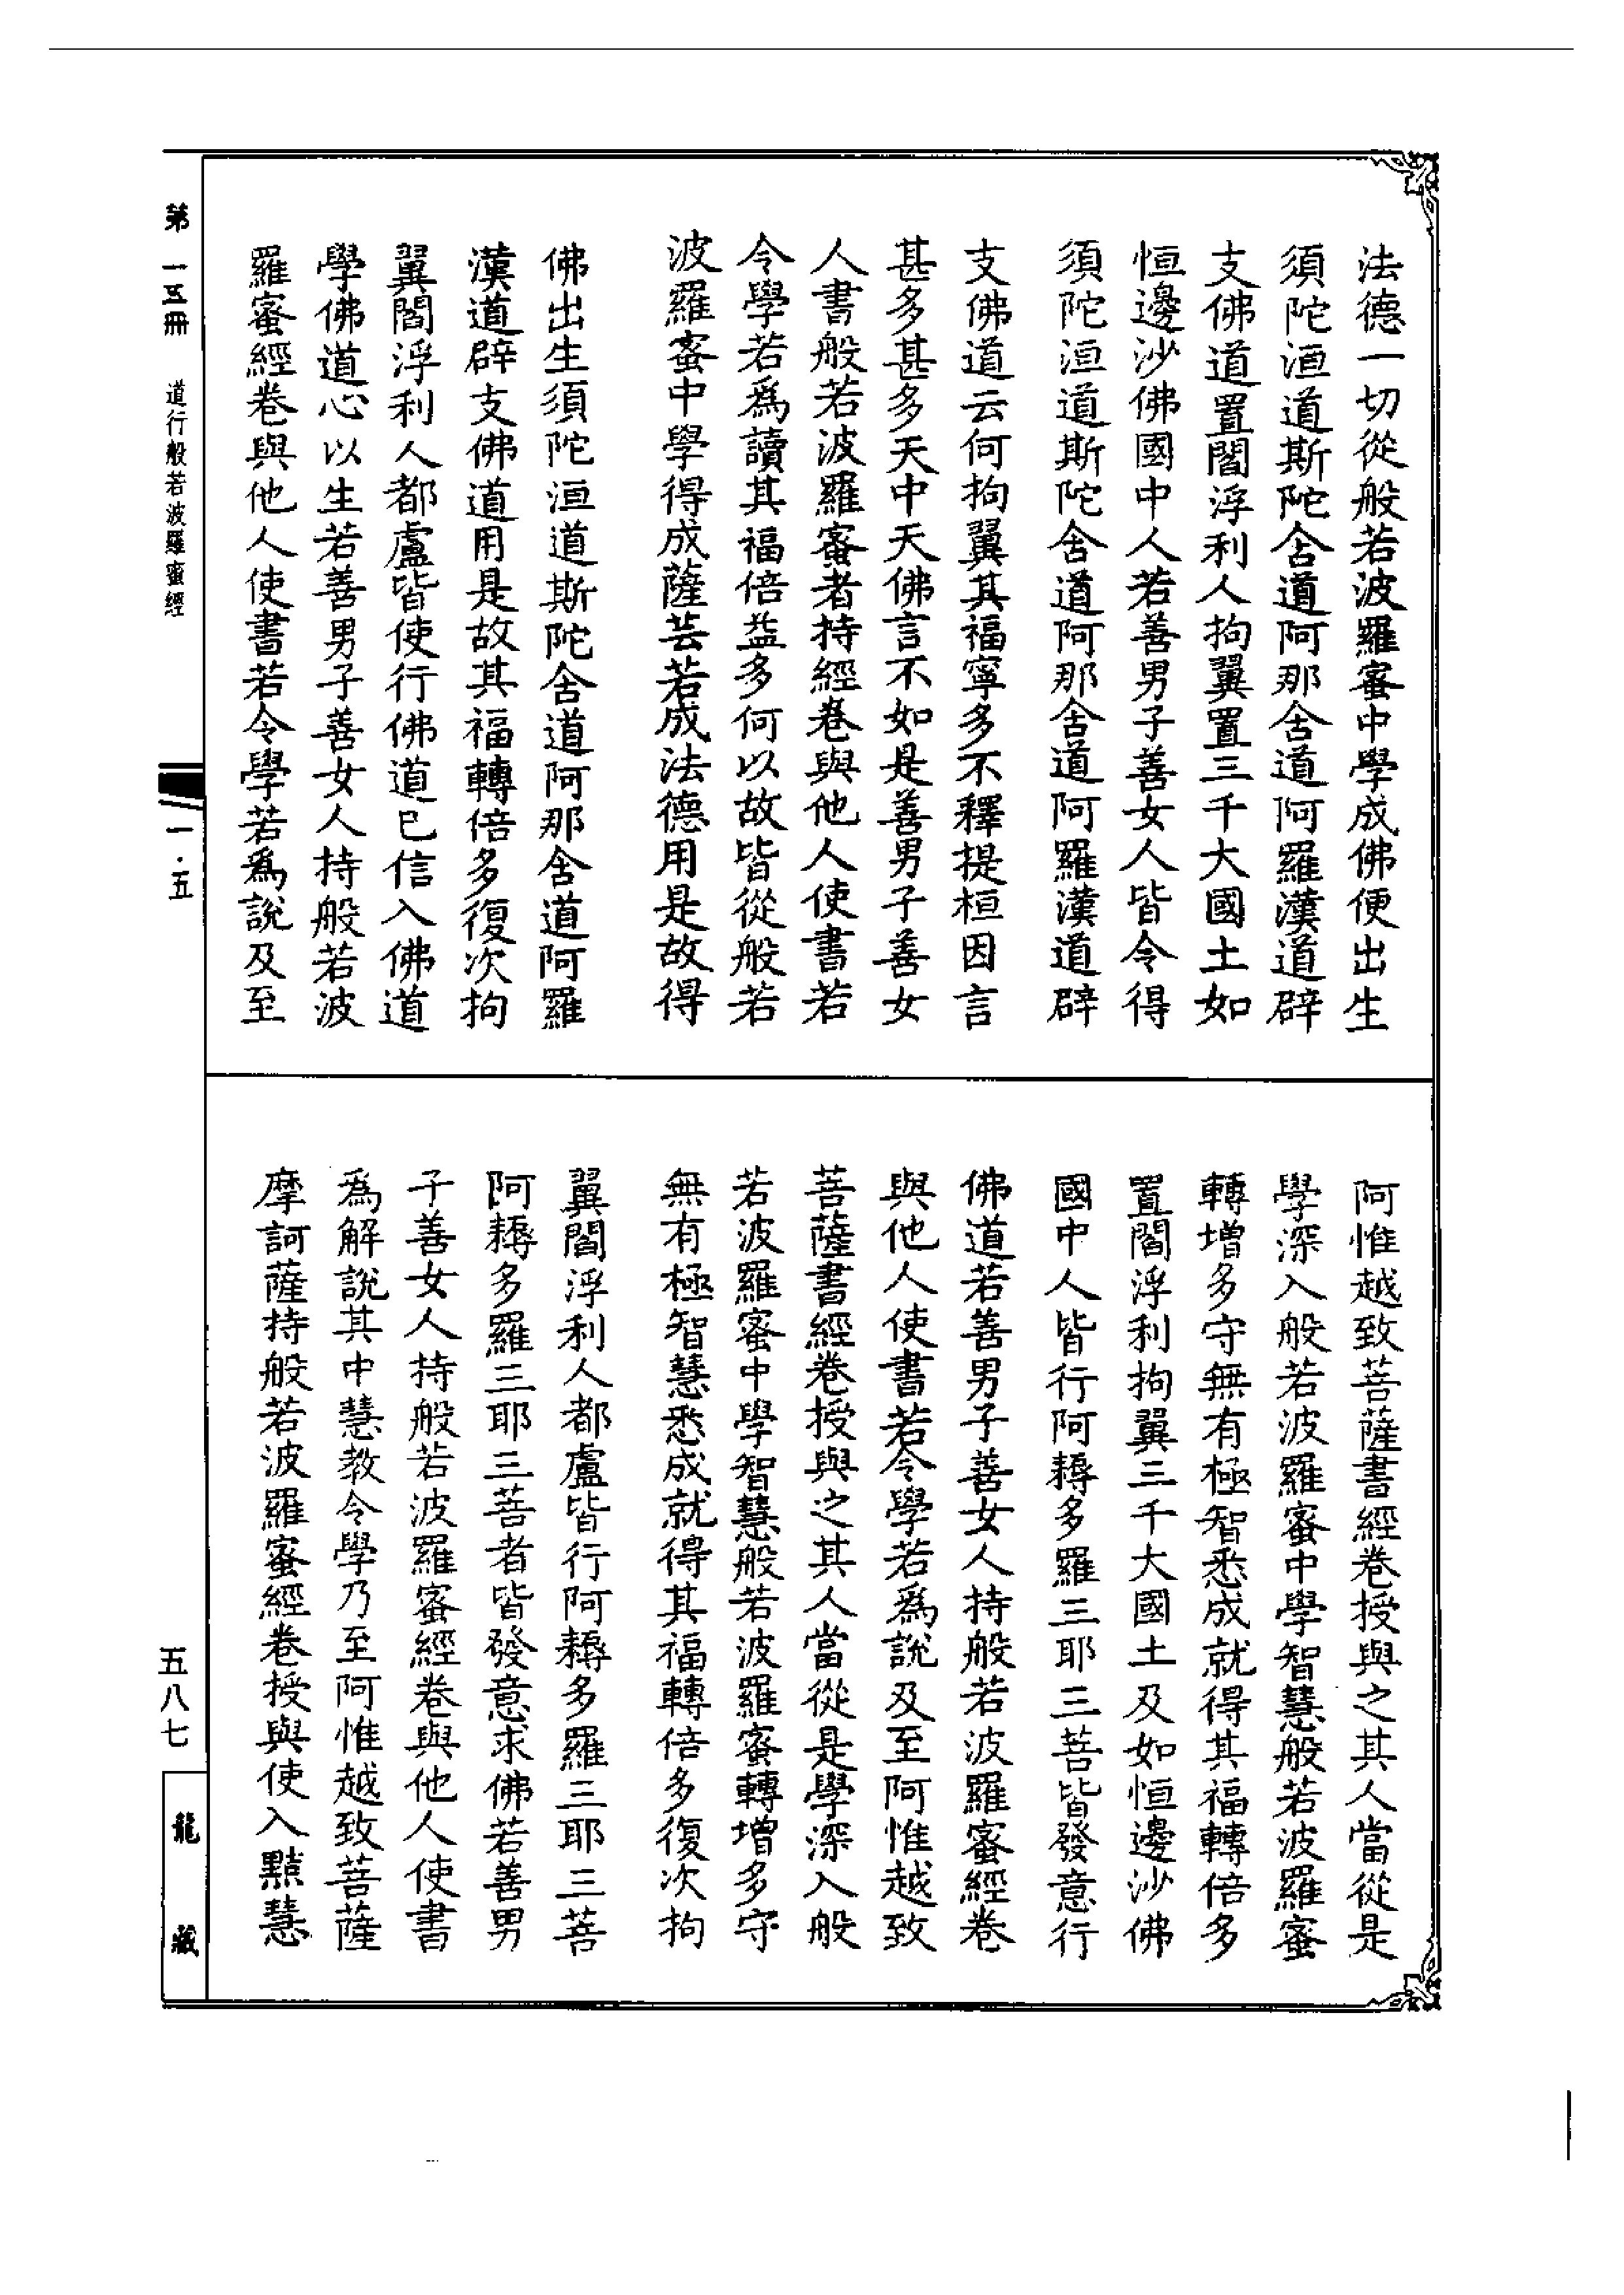 法德一切從般若波羅蜜中學成佛便出生
須陀洹道斯陀含道阿那含道阿羅漢道辟
支佛道置閻浮利人拘翼置三千大國土如
恒邊沙佛國中人若善男子善女人皆令得
須陀洹道斯陀含道阿那含道阿羅漢道辟
支佛道云何拘翼其福寧多不釋提桓因言
甚多甚多天中天佛言不如是善男子善女
人書般若波羅蜜者持經卷與他人使書若
令學若爲讀其福倍益多何以故皆從般若
波羅蜜中學得成薩芸若成法德用是故得
佛出生須陀洹道斯陀含道阿那含道阿羅
漢道辟支佛道用是故其福轉倍多復次拘
翼閻浮利人都盧皆使行佛道已信入佛道
學佛道心以生若善男子善女人持般若波
羅蜜經卷與他人使書若令學若爲說及至
阿惟越致菩薩書經卷授與之其人當從是
學深入般若波羅蜜中學智慧般若波羅蜜
轉增多守無有極智悉成就得其福轉倍多
置閻浮利拘翼三千大國土及如恒邊沙佛
國中人皆行阿耨多羅三耶三菩皆發意行
佛道若善男子善女人持般若波羅蜜經卷
與他人使書若令學若爲說及至阿惟越致
菩薩書經卷授與之其人當從是學深入般
若波羅蜜中學智慧般若波羅蜜轉增多守
無有極智慧悉成就得其福轉倍多復次拘
翼閻浮利人都盧皆行阿耨多羅三耶三菩
阿耨多羅三耶三菩者皆發意求佛若善男
子善女人持般若波羅蜜經卷與他人使書
爲解說其中慧教令學乃至阿惟越致菩薩
摩訶薩持般若波羅蜜經卷授與使入黠慧
第一五冊 道行般若波羅蜜經
一·五
五八七
龍藏